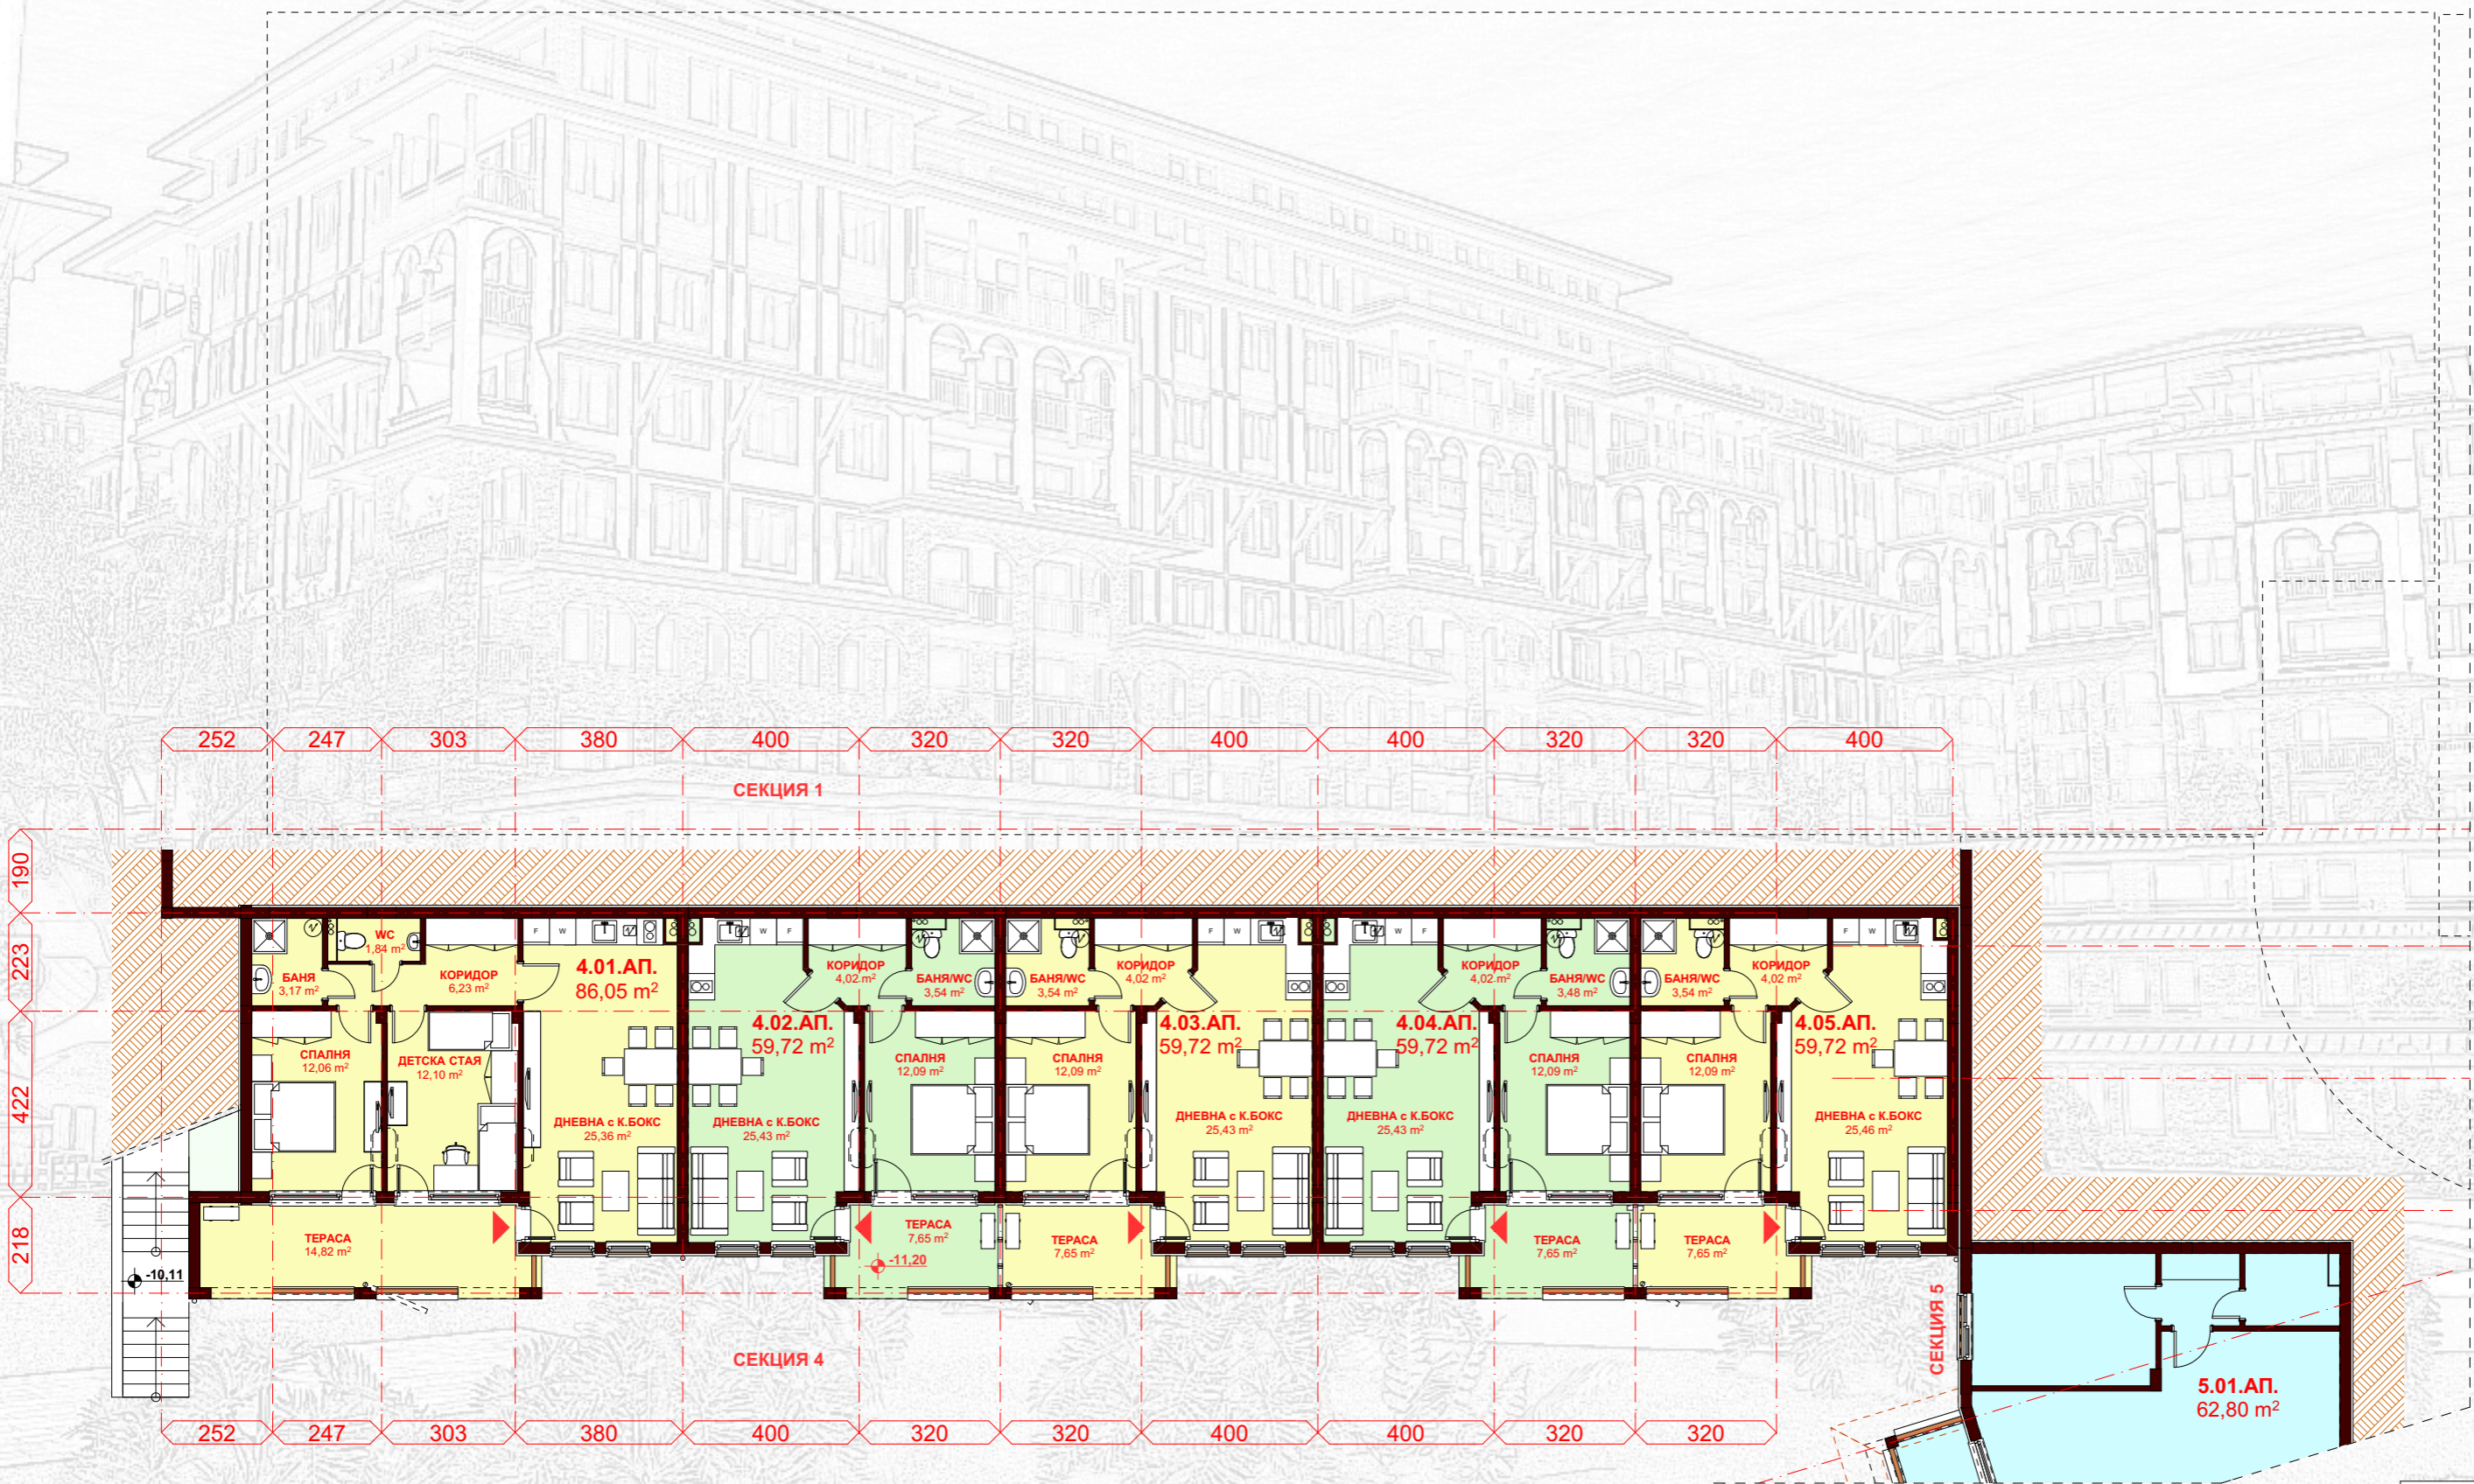 252 247 303 380 400 320 320 400 400 320 320 400
СЕКЦИЯ 1
190
223
422
218
WC
1,84 m²
БАНЯ
3,17 m²
КОРИДОР
6,23 m²
F W
4.01.АП.
86,05 m²
СПАЛНЯ
12,06 m²
ДЕТСКА СТАЯ
12,10 m²
ДНЕВНА с К.БОКС
25,36 m²
ТЕРАСА
14,82 m²
-10,11
W F
КОРИДОР
4,02 m²
БАНЯ/WC
3,54 m²
4.02.АП.
59,72 m²
СПАЛНЯ
12,09 m²
ДНЕВНА с К.БОКС
25,43 m²
ТЕРАСА
7,65 m²
-11,20
БАНЯ/WC
3,54 m²
КОРИДОР
4,02 m²
F W
4.03.АП.
59,72 m²
СПАЛНЯ
12,09 m²
ДНЕВНА с К.БОКС
25,43 m²
ТЕРАСА
7,65 m²
W F
КОРИДОР
4,02 m²
БАНЯ/WC
3,48 m²
4.04.АП.
59,72 m²
СПАЛНЯ
12,09 m²
ДНЕВНА с К.БОКС
25,43 m²
ТЕРАСА
7,65 m²
БАНЯ/WC
3,54 m²
КОРИДОР
4,02 m²
F W
4.05.АП.
59,72 m²
СПАЛНЯ
12,09 m²
ДНЕВНА с К.БОКС
25,46 m²
ТЕРАСА
7,65 m²
СЕКЦИЯ 4
СЕКЦИЯ 5
5.01.АП.
62,80 m²
252 247 303 380 400 320 320 400 400 320 320